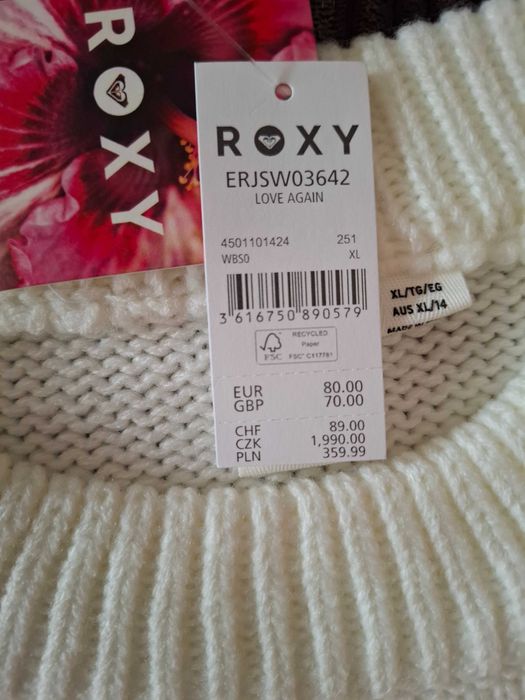 ROXY
ROXY
ERJSW03642
LOVE AGAIN
4501101424 251
WBS0 XL
3 616750 890579
RECYCLED
Paper
FSC
FSC® C117781
EUR 80.00
GBP 70.00
CHF 89.00
CZK 1,990.00
PLN 359.99
XL/TG/EG
AUS XL/14
MADE